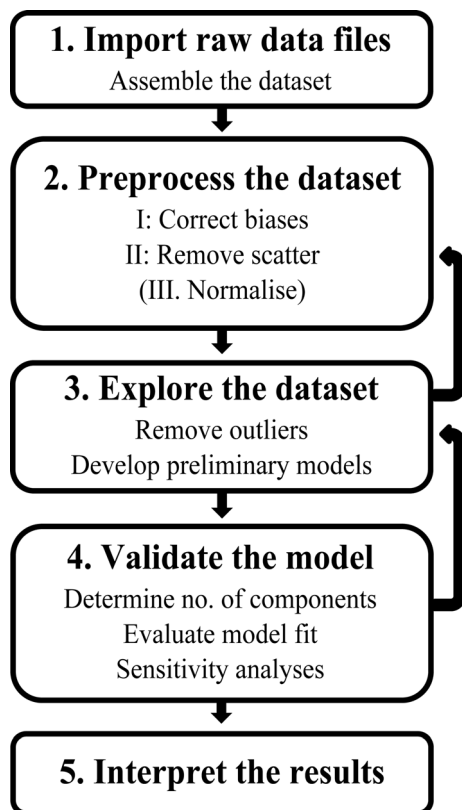 1. Import raw data files
Assemble the dataset
2. Preprocess the dataset
I: Correct biases
II: Remove scatter
(III. Normalise)
3. Explore the dataset
Remove outliers
Develop preliminary models
4. Validate the model
Determine no. of components
Evaluate model fit
Sensitivity analyses
5. Interpret the results